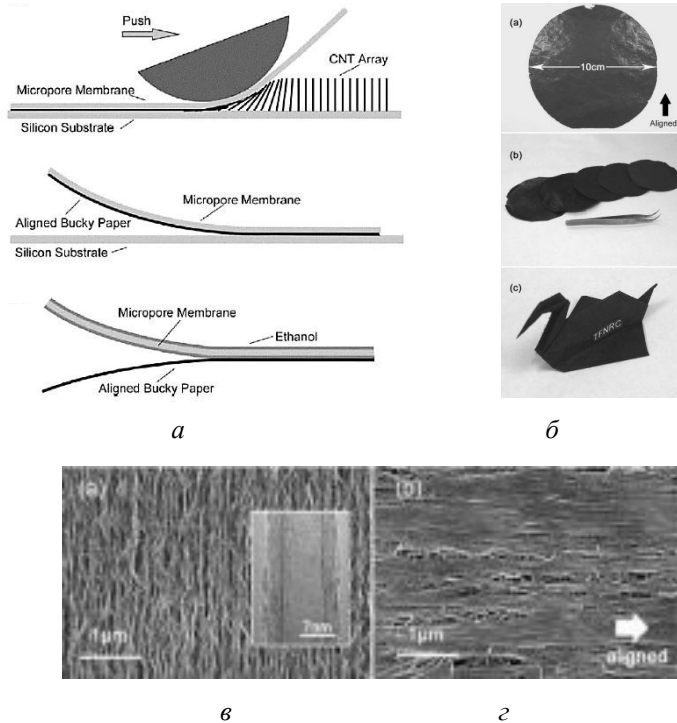 Push
CNT Array
Micropore Membrane
Silicon Substrate
Micropore Membrane
Aligned Bucky Paper
Silicon Substrate
Micropore Membrane
Ethanol
Aligned Bucky Paper
(a)
10cm
Aligned
(b)
(c)
TFNRC
а
б
(a)
7nm
1μm
(b)
1μm
aligned
в
г